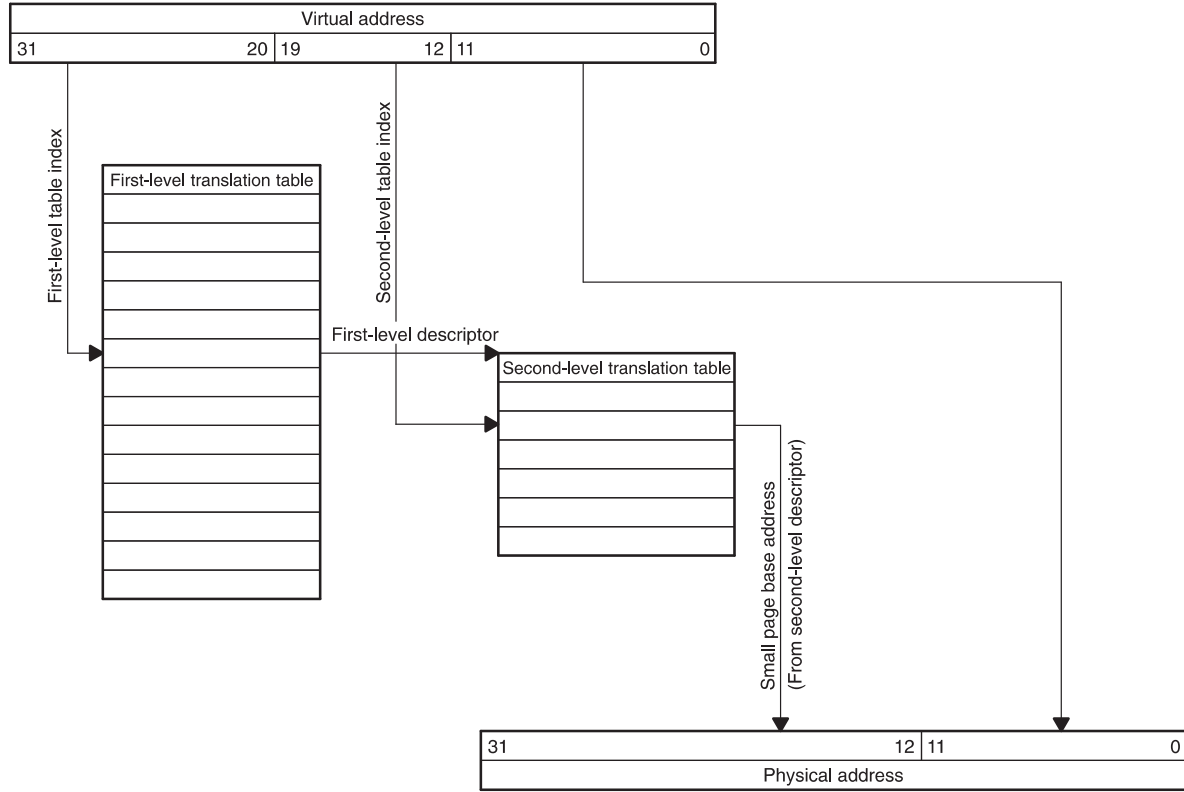 Virtual address
31 20 19 12 11 0
First-level table index
Second-level table index
First-level translation table
First-level descriptor
Second-level translation table
Small page base address
(From second-level descriptor)
31 12 11 0
Physical address